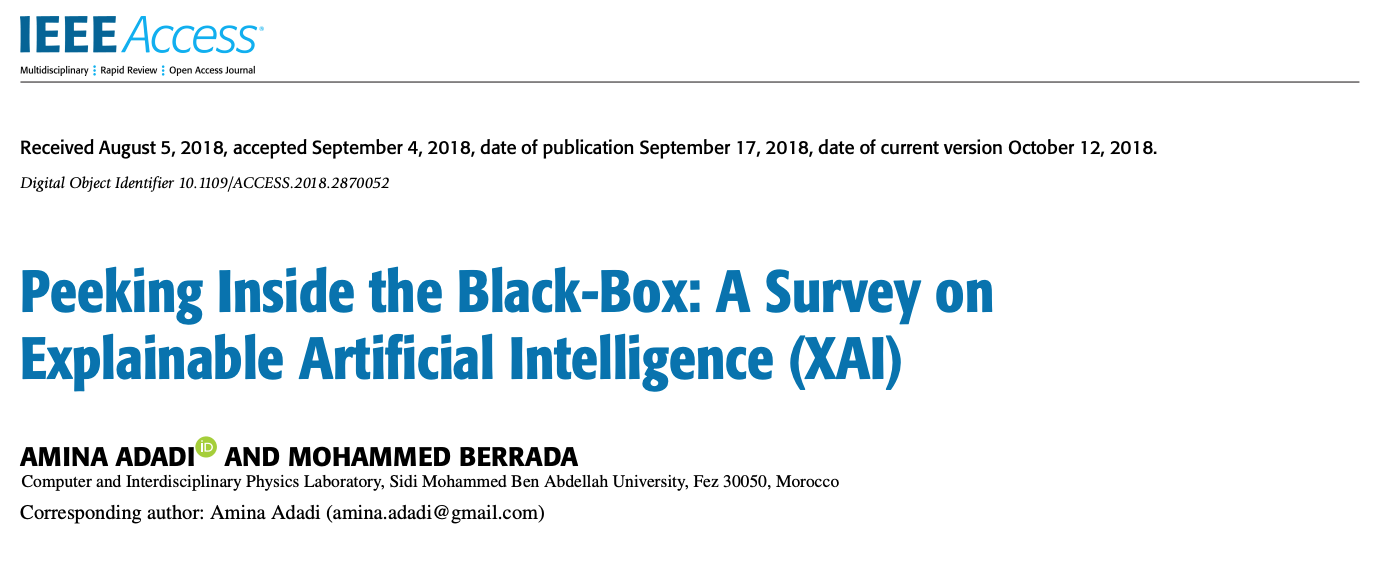 IEEE Access
Multidisciplinary ⁝ Rapid Review ⁝ Open Access Journal
Received August 5, 2018, accepted September 4, 2018, date of publication September 17, 2018, date of current version October 12, 2018.
Digital Object Identifier 10.1109/ACCESS.2018.2870052
Peeking Inside the Black-Box: A Survey on
Explainable Artificial Intelligence (XAI)
AMINA ADADI iD AND MOHAMMED BERRADA
Computer and Interdisciplinary Physics Laboratory, Sidi Mohammed Ben Abdellah University, Fez 30050, Morocco
Corresponding author: Amina Adadi (amina.adadi@gmail.com)